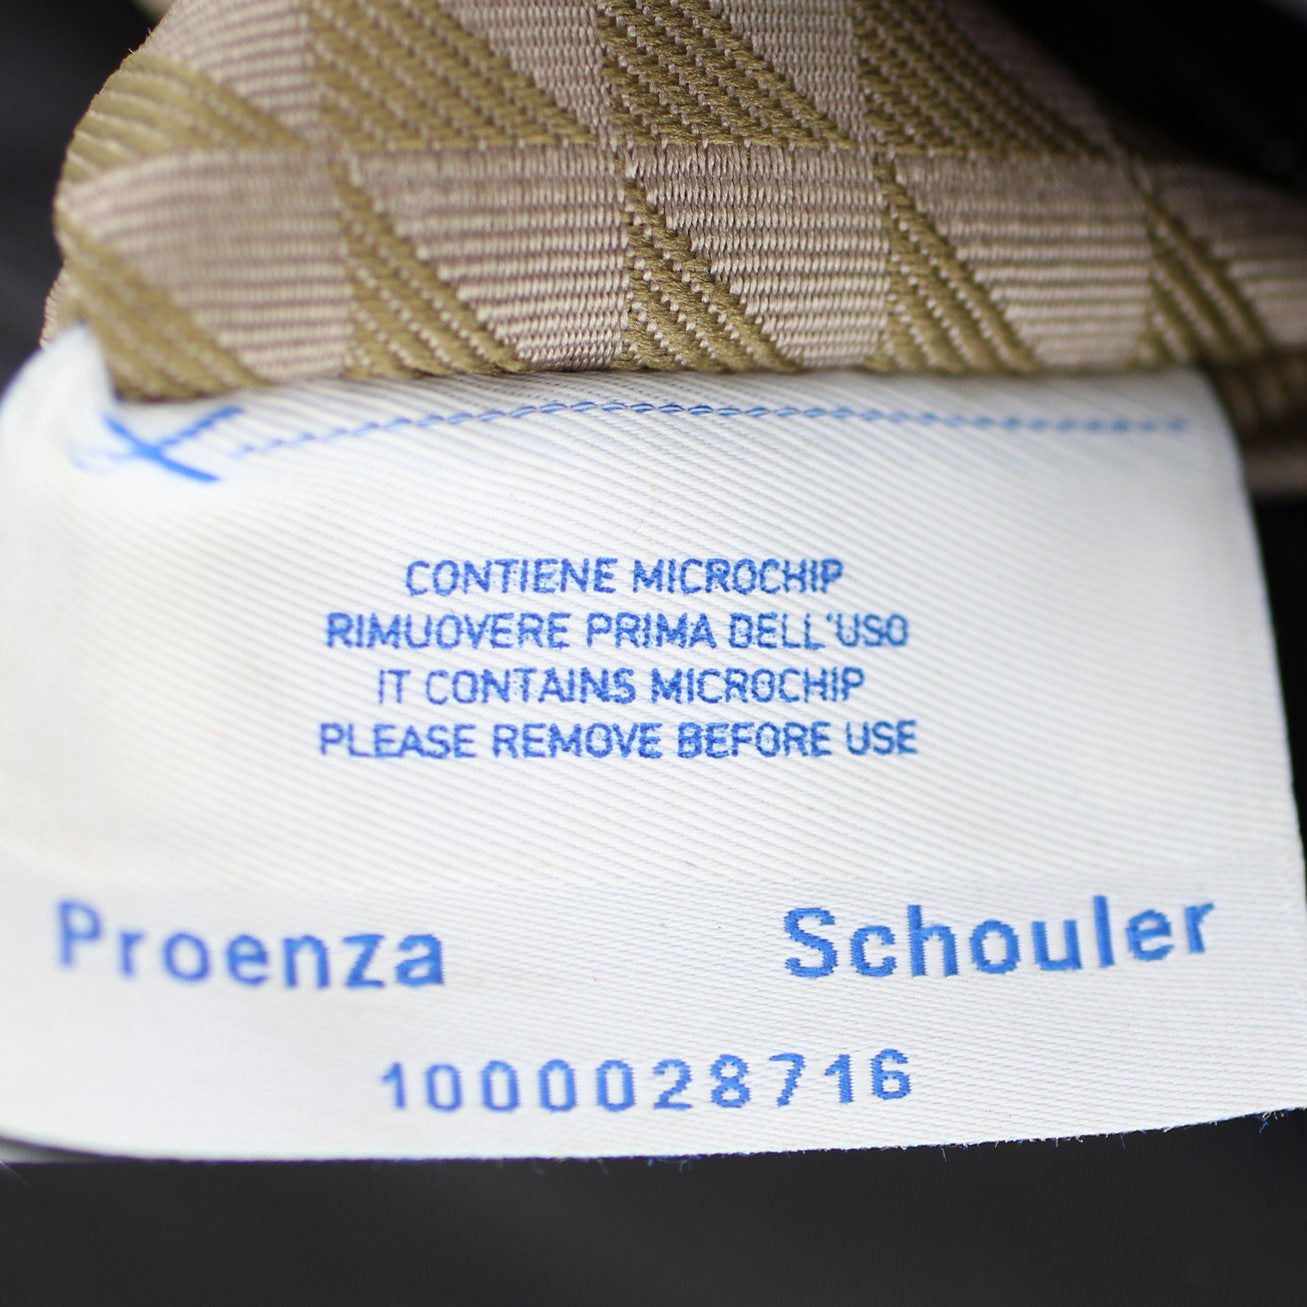 CONTIENE MICROCHIP
RIMUOVERE PRIMA DELL'USO
IT CONTAINS MICROCHIP
PLEASE REMOVE BEFORE USE
Proenza Schouler
1000028716